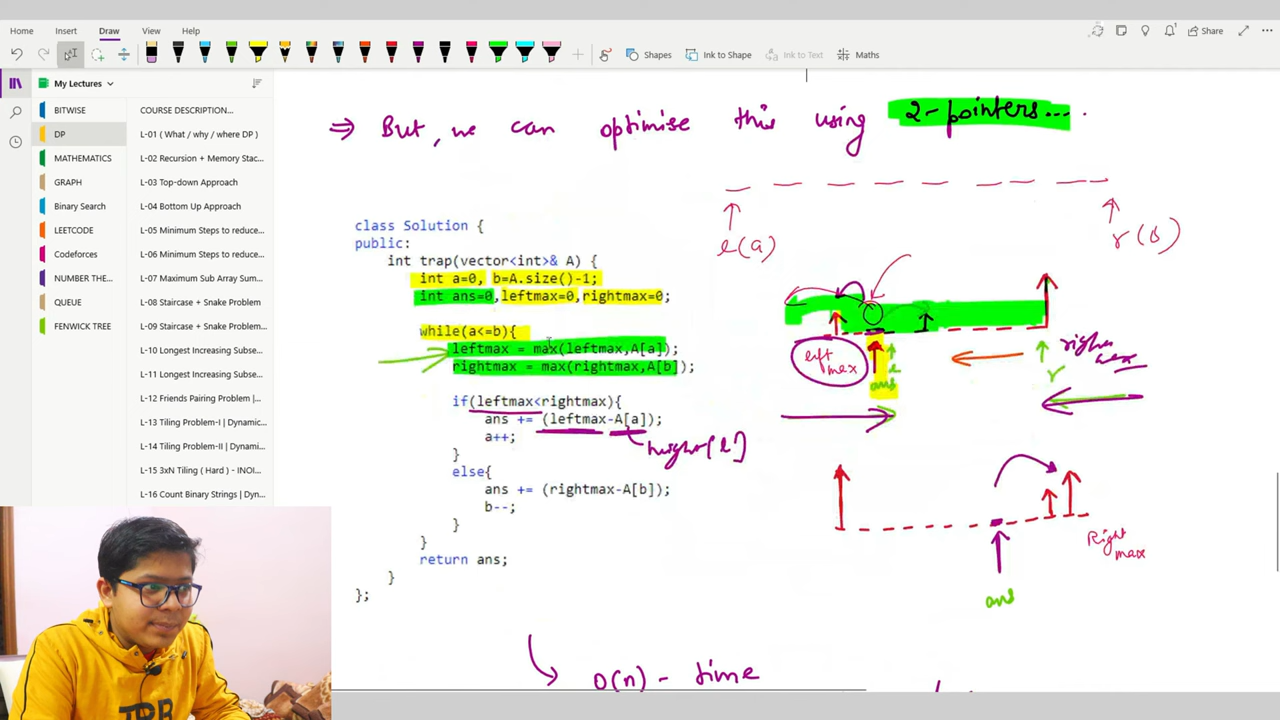 Home Insert Draw View Help
Share
Shapes Ink to Shape Ink to Text Maths
My Lectures
BITWISE
DP
MATHEMATICS
GRAPH
Binary Search
LEETCODE
Codeforces
NUMBER THE...
QUEUE
FENWICK TREE
COURSE DESCRIPTION...
L-01 ( What / why / where DP )
L-02 Recursion + Memory Stac...
L-03 Top-down Approach
L-04 Bottom Up Approach
L-05 Minimum Steps to reduce...
L-06 Minimum Steps to reduce...
L-07 Maximum Sub Array Sum...
L-08 Staircase + Snake Problem
L-09 Staircase + Snake Problem
L-10 Longest Increasing Subse...
L-11 Longest Increasing Subse...
L-12 Friends Pairing Problem | ...
L-13 Tiling Problem-I | Dynamic...
L-14 Tiling Problem-II | Dynami...
L-15 3xN Tiling ( Hard ) - INOI...
L-16 Count Binary Strings | Dyn...
⇒ But, we can optimise this using 2-pointers... .
l(a)
r(b)
class Solution {
public:
int trap(vector<int>& A) {
int a=0, b=A.size()-1;
int ans=0,leftmax=0,rightmax=0;
while(a<=b){
leftmax = max(leftmax,A[a]);
rightmax = max(rightmax,A[b]);
if(leftmax<rightmax){
ans += (leftmax-A[a]);
a++;
}
else{
ans += (rightmax-A[b]);
b--;
}
}
return ans;
}
};
height[l]
left
max
ans
l
r
right
max
Right
max
ans
O(n) - time